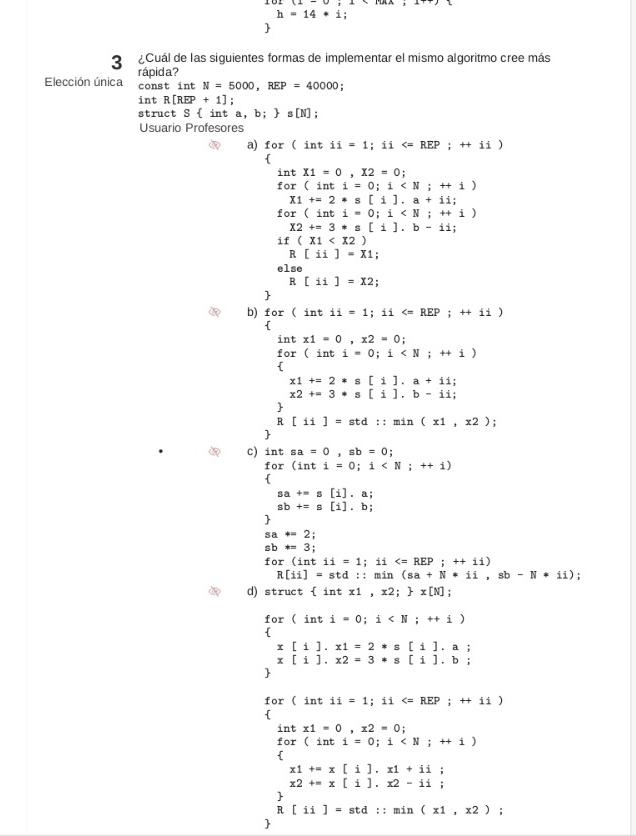 for (i = 0 ; i < MAX ; i++) {
h = 14 * i;
}
3 ¿Cuál de las siguientes formas de implementar el mismo algoritmo cree más
rápida?
Elección única
const int N = 5000, REP = 40000;
int R[REP + 1];
struct S { int a, b; } s[N];
Usuario Profesores
a) for ( int ii = 1; ii <= REP ; ++ ii )
{
int X1 = 0 , X2 = 0;
for ( int i = 0; i < N ; ++ i )
X1 += 2 * s [ i ]. a + ii;
for ( int i = 0; i < N ; ++ i )
X2 += 3 * s [ i ]. b - ii;
if ( X1 < X2 )
R [ ii ] = X1;
else
R [ ii ] = X2;
}
b) for ( int ii = 1; ii <= REP ; ++ ii )
{
int x1 = 0 , x2 = 0;
for ( int i = 0; i < N ; ++ i )
{
x1 += 2 * s [ i ]. a + ii;
x2 += 3 * s [ i ]. b - ii;
}
R [ ii ] = std :: min ( x1 , x2 );
}
c) int sa = 0 , sb = 0;
for (int i = 0; i < N ; ++ i)
{
sa += s [i]. a;
sb += s [i]. b;
}
sa *= 2;
sb *= 3;
for (int ii = 1; ii <= REP ; ++ ii)
R[ii] = std :: min (sa + N * ii , sb - N * ii);
d) struct { int x1 , x2; } x[N];
for ( int i = 0; i < N ; ++ i )
{
x [ i ]. x1 = 2 * s [ i ]. a ;
x [ i ]. x2 = 3 * s [ i ]. b ;
}
for ( int ii = 1; ii <= REP ; ++ ii )
{
int x1 = 0 , x2 = 0;
for ( int i = 0; i < N ; ++ i )
{
x1 += x [ i ]. x1 + ii ;
x2 += x [ i ]. x2 - ii ;
}
R [ ii ] = std :: min ( x1 , x2 ) ;
}